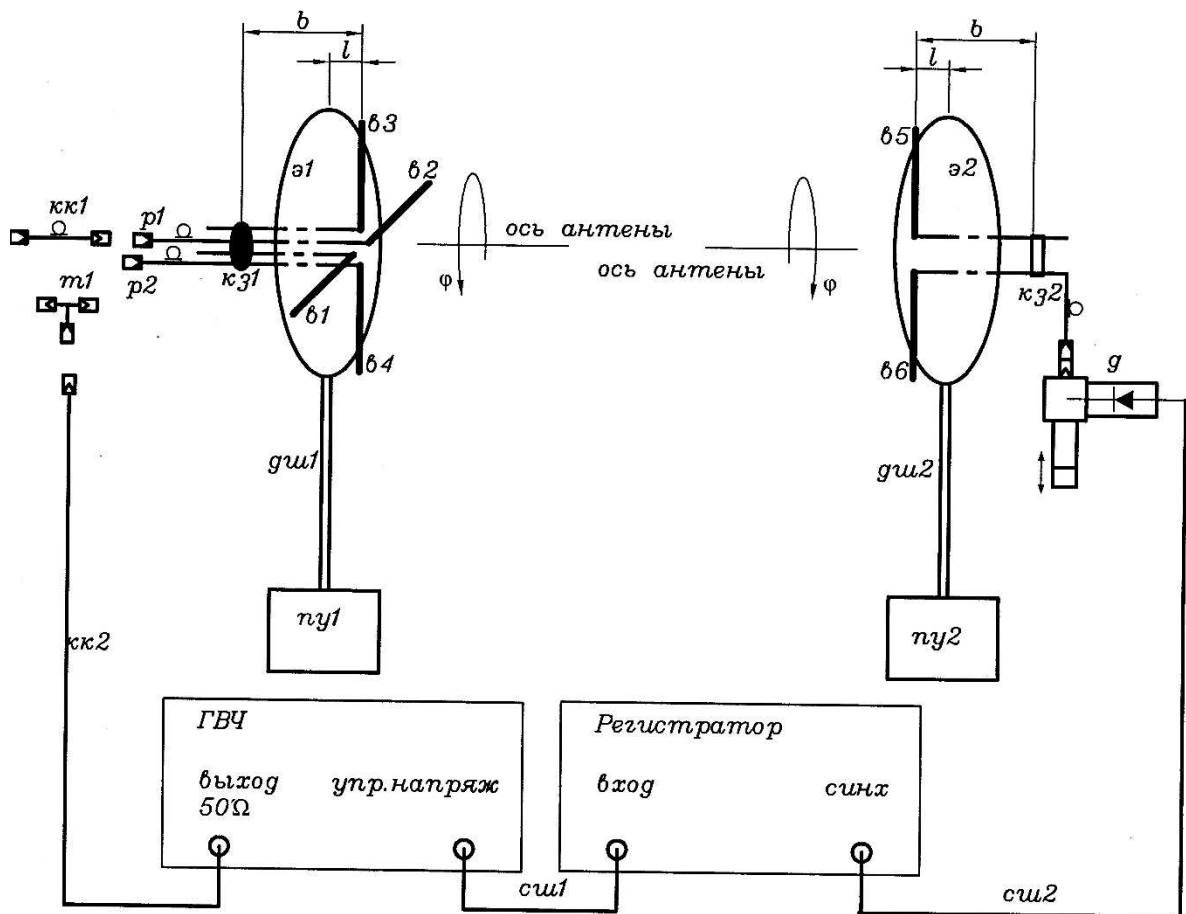 b
l
b
l
в3
в5
э1
в2
э2
кк1
р1
ось антены
ось антены
т1
р2
кз1
φ
φ
кз2
в1
в4
в6
g
дш1
дш2
пу1
пу2
кк2
ГВЧ
Регистратор
выход
50Ω
упр.напряж
вход
синх
сш1
сш2